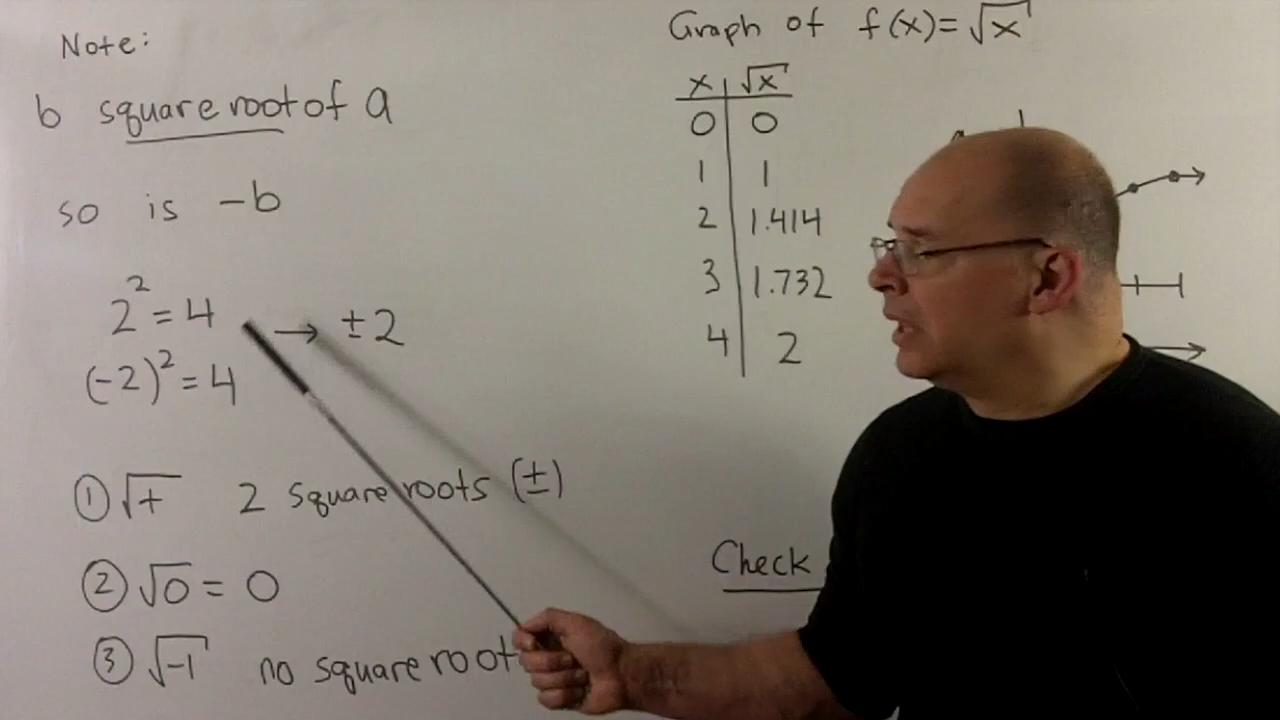 Note:
b square root of a
so is -b
2² = 4
(-2)² = 4
→ ±2
① √+ 2 square roots (±)
② √0 = 0
③ √-1 no square root
Graph of f(x) = √x
x √x
0 0
1 1
2 1.414
3 1.732
4 2
Check